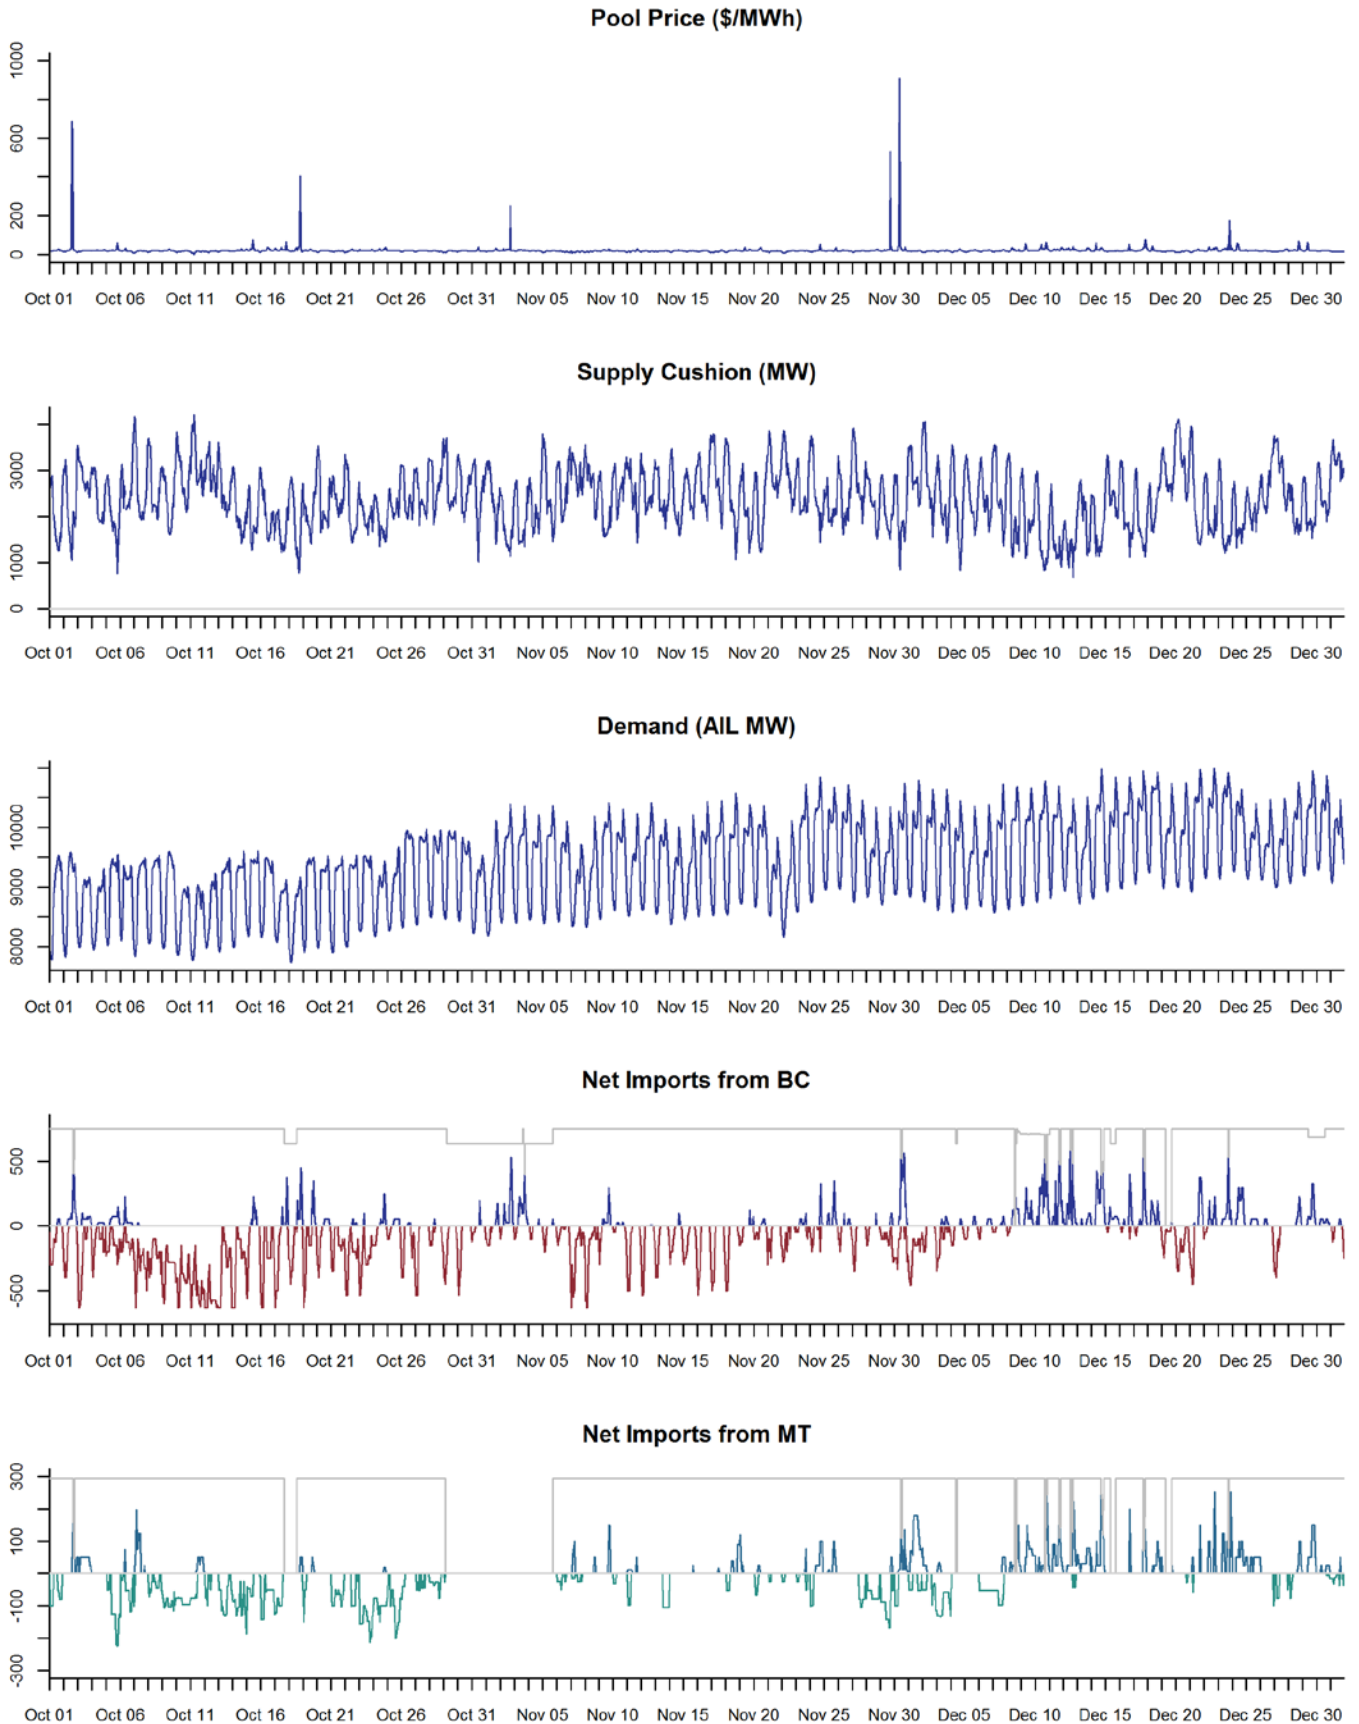 Pool Price ($/MWh)
1000
600
200
0
Oct 01 Oct 06 Oct 11 Oct 16 Oct 21 Oct 26 Oct 31 Nov 05 Nov 10 Nov 15 Nov 20 Nov 25 Nov 30 Dec 05 Dec 10 Dec 15 Dec 20 Dec 25 Dec 30
Supply Cushion (MW)
3000
1000
0
Oct 01 Oct 06 Oct 11 Oct 16 Oct 21 Oct 26 Oct 31 Nov 05 Nov 10 Nov 15 Nov 20 Nov 25 Nov 30 Dec 05 Dec 10 Dec 15 Dec 20 Dec 25 Dec 30
Demand (AIL MW)
10000
9000
8000
Oct 01 Oct 06 Oct 11 Oct 16 Oct 21 Oct 26 Oct 31 Nov 05 Nov 10 Nov 15 Nov 20 Nov 25 Nov 30 Dec 05 Dec 10 Dec 15 Dec 20 Dec 25 Dec 30
Net Imports from BC
500
0
-500
Oct 01 Oct 06 Oct 11 Oct 16 Oct 21 Oct 26 Oct 31 Nov 05 Nov 10 Nov 15 Nov 20 Nov 25 Nov 30 Dec 05 Dec 10 Dec 15 Dec 20 Dec 25 Dec 30
Net Imports from MT
300
100
-100
-300
Oct 01 Oct 06 Oct 11 Oct 16 Oct 21 Oct 26 Oct 31 Nov 05 Nov 10 Nov 15 Nov 20 Nov 25 Nov 30 Dec 05 Dec 10 Dec 15 Dec 20 Dec 25 Dec 30